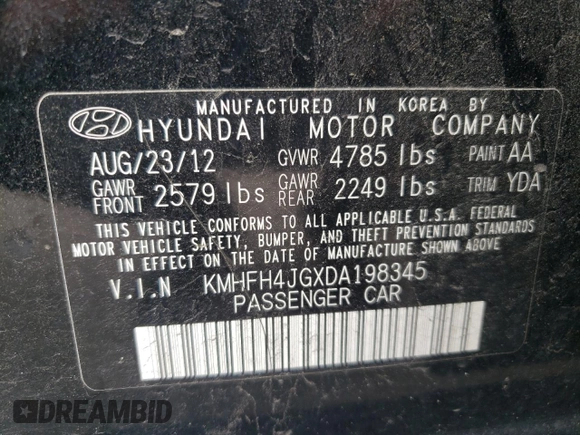 MANUFACTURED IN KOREA BY
HYUNDAI MOTOR COMPANY
AUG/23/12 GVWR 4785 lbs PAINT AA
GAWR FRONT 2579 lbs GAWR REAR 2249 lbs TRIM YDA
THIS VEHICLE CONFORMS TO ALL APPLICABLE U.S.A. FEDERAL
MOTOR VEHICLE SAFETY, BUMPER, AND THEFT PREVENTION STANDARDS
IN EFFECT ON THE DATE OF MANUFACTURE SHOWN ABOVE.
V.I.N KMHFH4JGXDA198345
PASSENGER CAR
DREAMBID